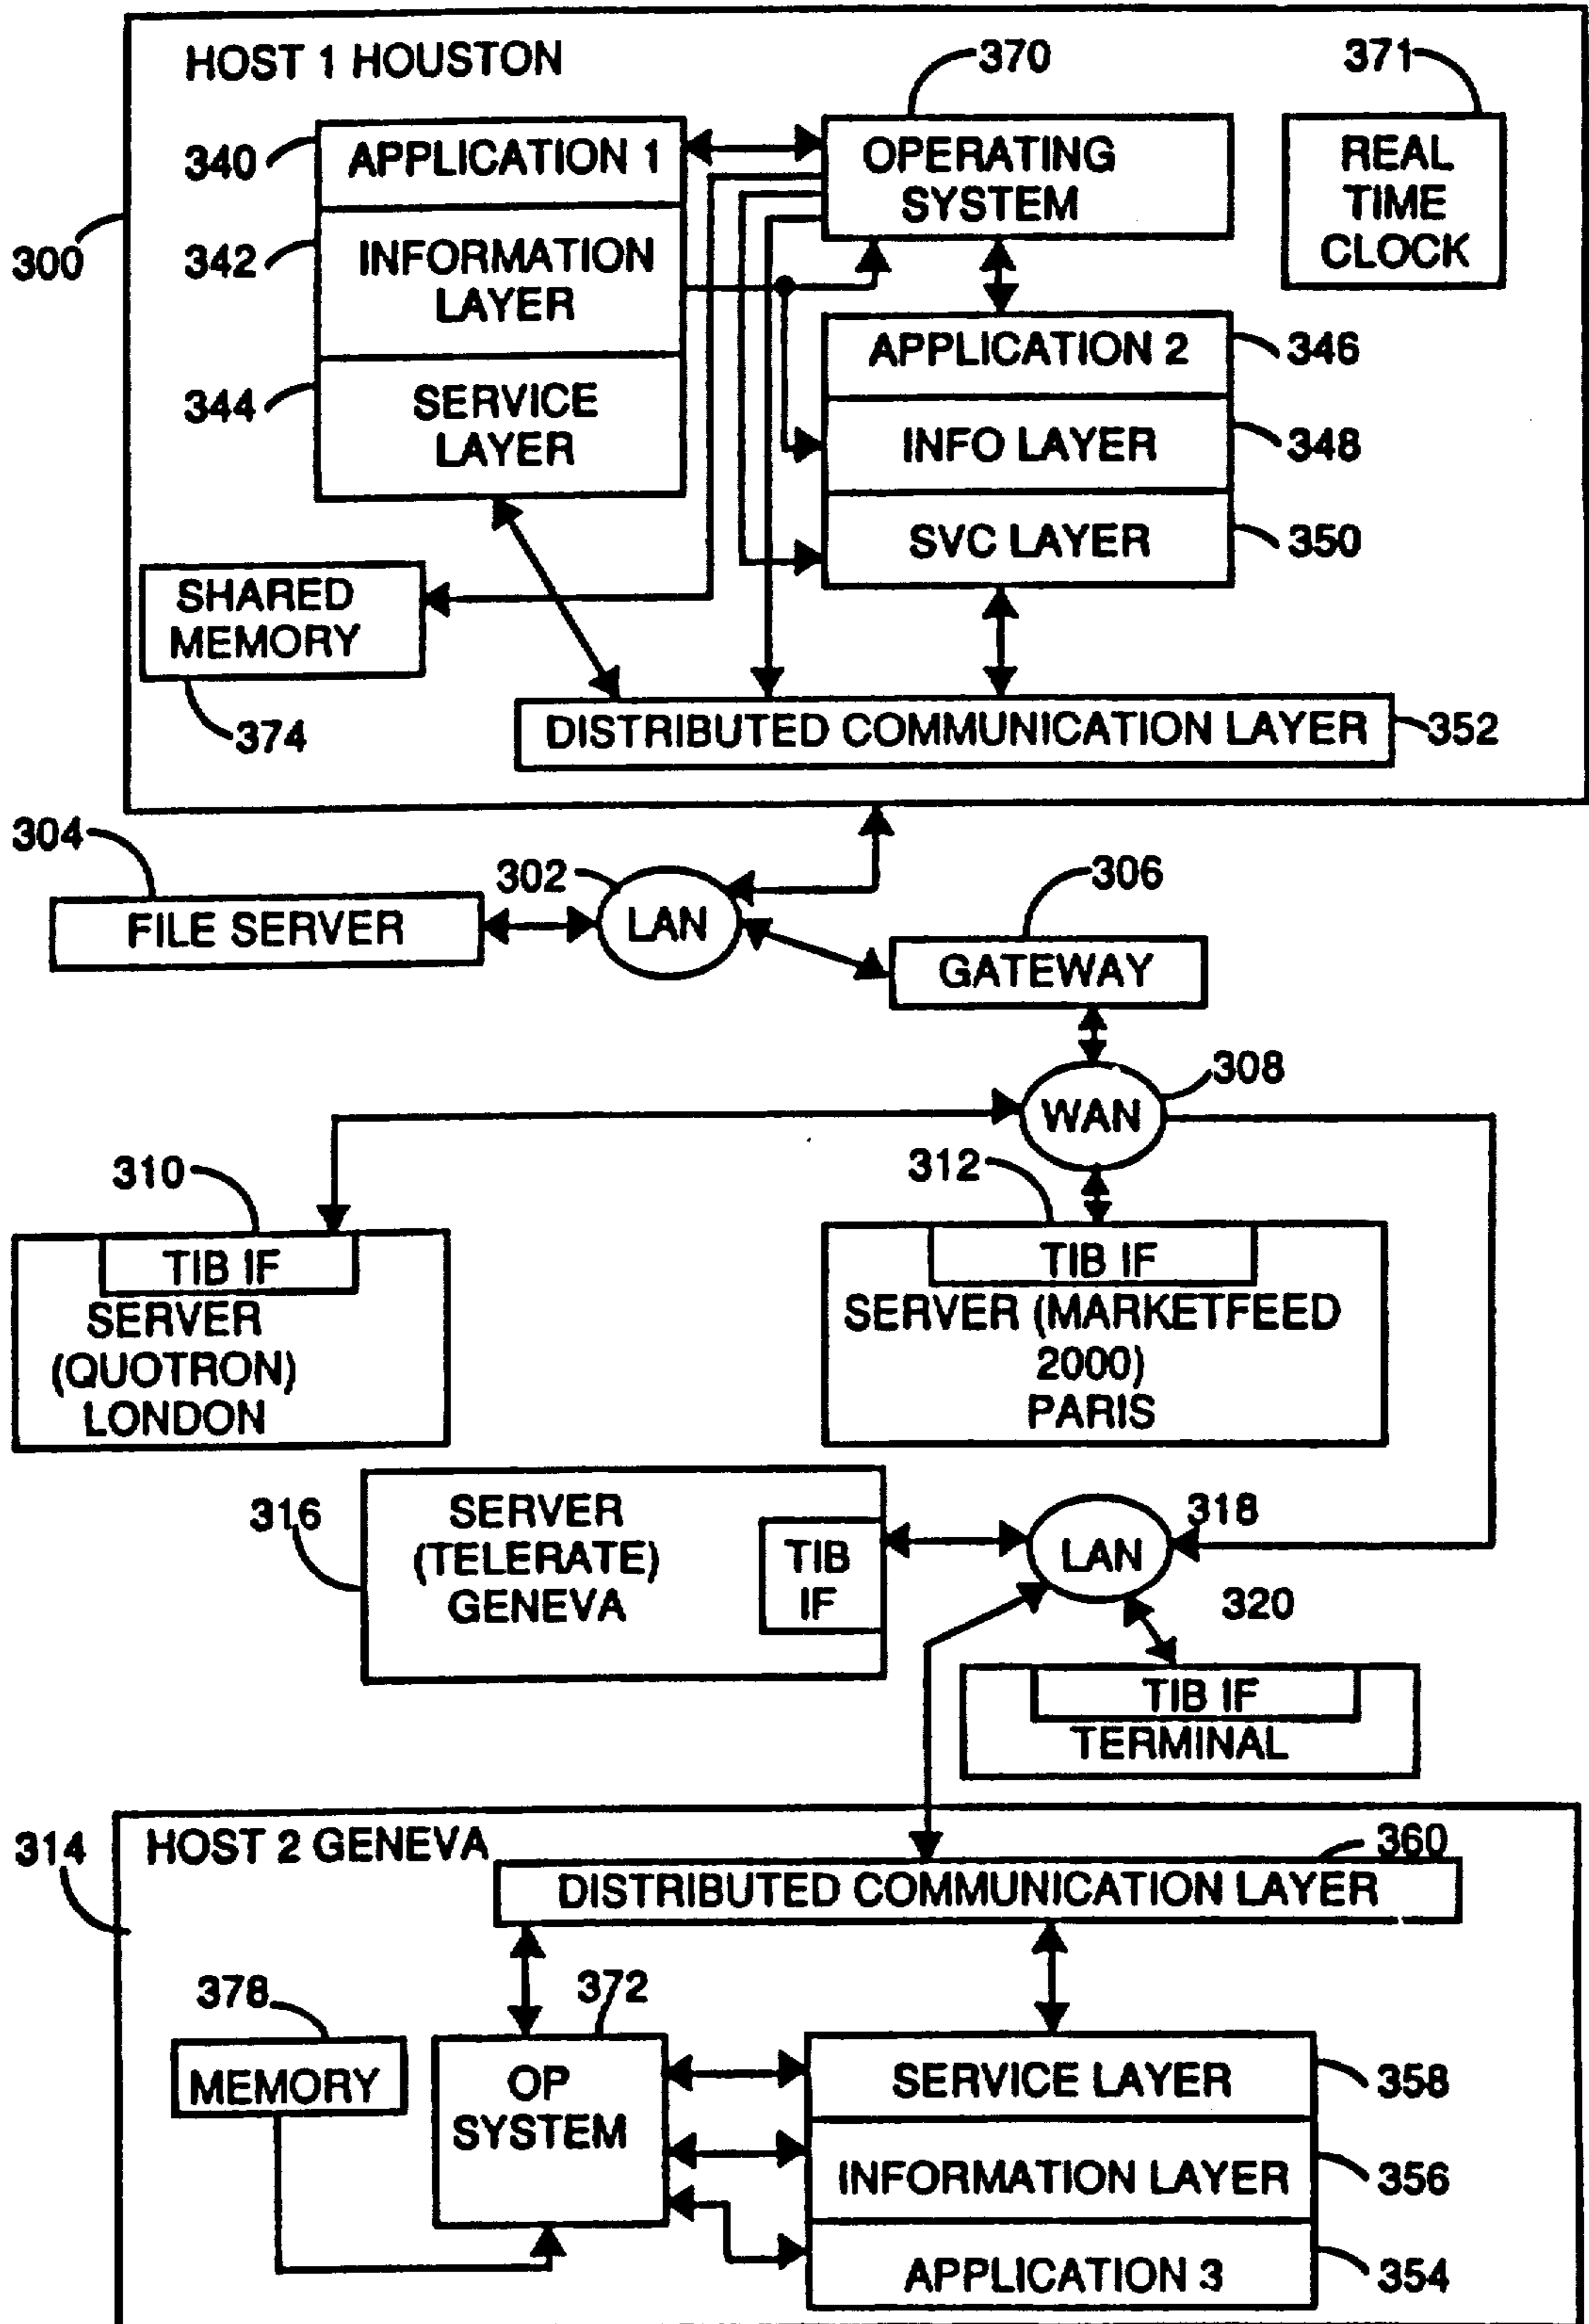 HOST 1 HOUSTON
370
371
340
APPLICATION 1
OPERATING
SYSTEM
REAL
TIME
CLOCK
300
342
INFORMATION
LAYER
344
SERVICE
LAYER
APPLICATION 2
346
INFO LAYER
348
SVC LAYER
350
SHARED
MEMORY
374
DISTRIBUTED COMMUNICATION LAYER
352
304
302
306
FILE SERVER
LAN
GATEWAY
308
WAN
310
312
TIB IF
SERVER
(QUOTRON)
LONDON
TIB IF
SERVER (MARKETFEED
2000)
PARIS
316
SERVER
(TELERATE)
GENEVA
TIB
IF
LAN
318
320
TIB IF
TERMINAL
314
HOST 2 GENEVA
360
DISTRIBUTED COMMUNICATION LAYER
378
372
MEMORY
OP
SYSTEM
SERVICE LAYER
358
INFORMATION LAYER
356
APPLICATION 3
354